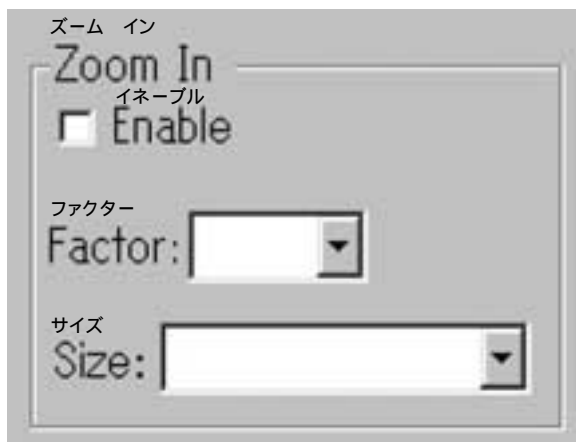 ズーム イン
Zoom In
イネーブル
Enable
ファクター
Factor:
サイズ
Size: